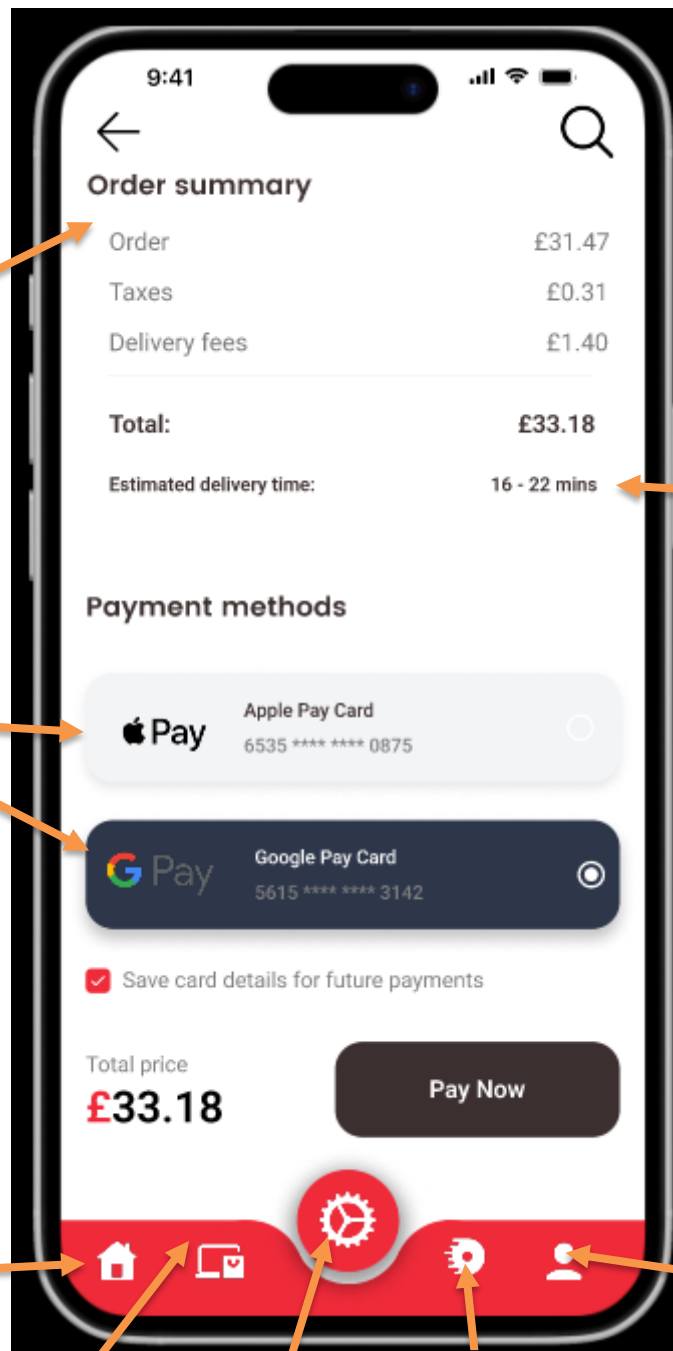 9:41
Order summary
Order £31.47
Taxes £0.31
Delivery fees £1.40
Total: £33.18
Estimated delivery time: 16 - 22 mins
Payment methods
Pay Apple Pay Card
6535 **** **** 0875
G Pay Google Pay Card
5615 **** **** 3142
Save card details for future payments
Total price
£33.18
Pay Now